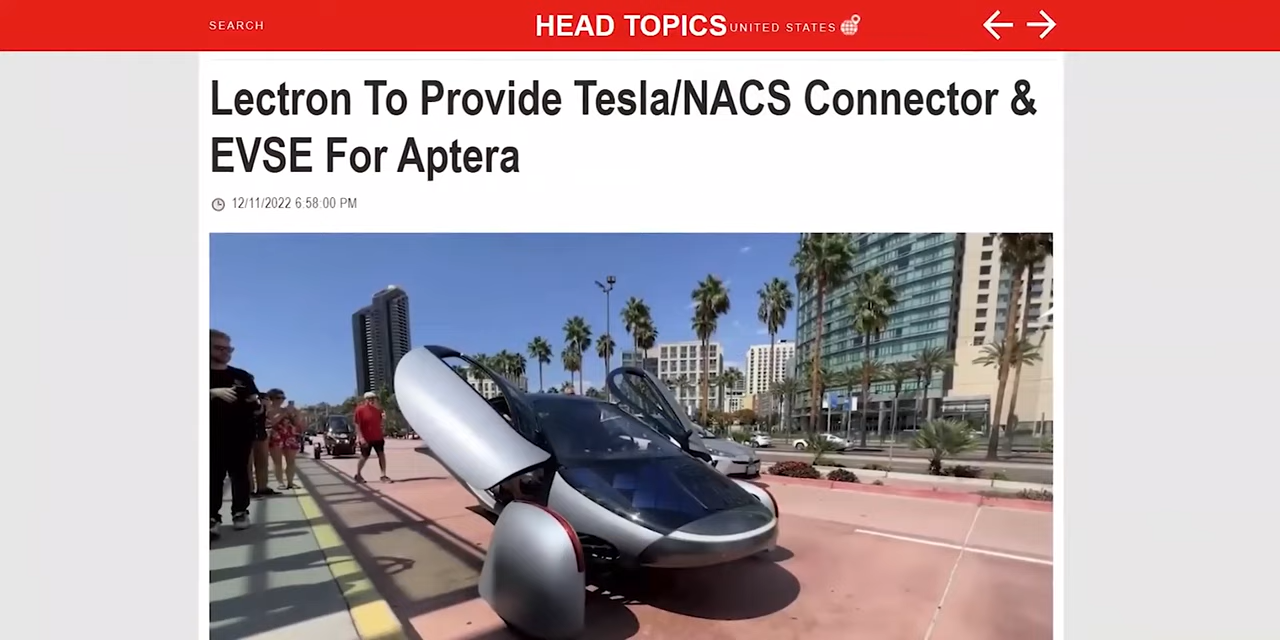 SEARCH
HEAD TOPICS UNITED STATES
Lectron To Provide Tesla/NACS Connector &
EVSE For Aptera
12/11/2022 6:58:00 PM